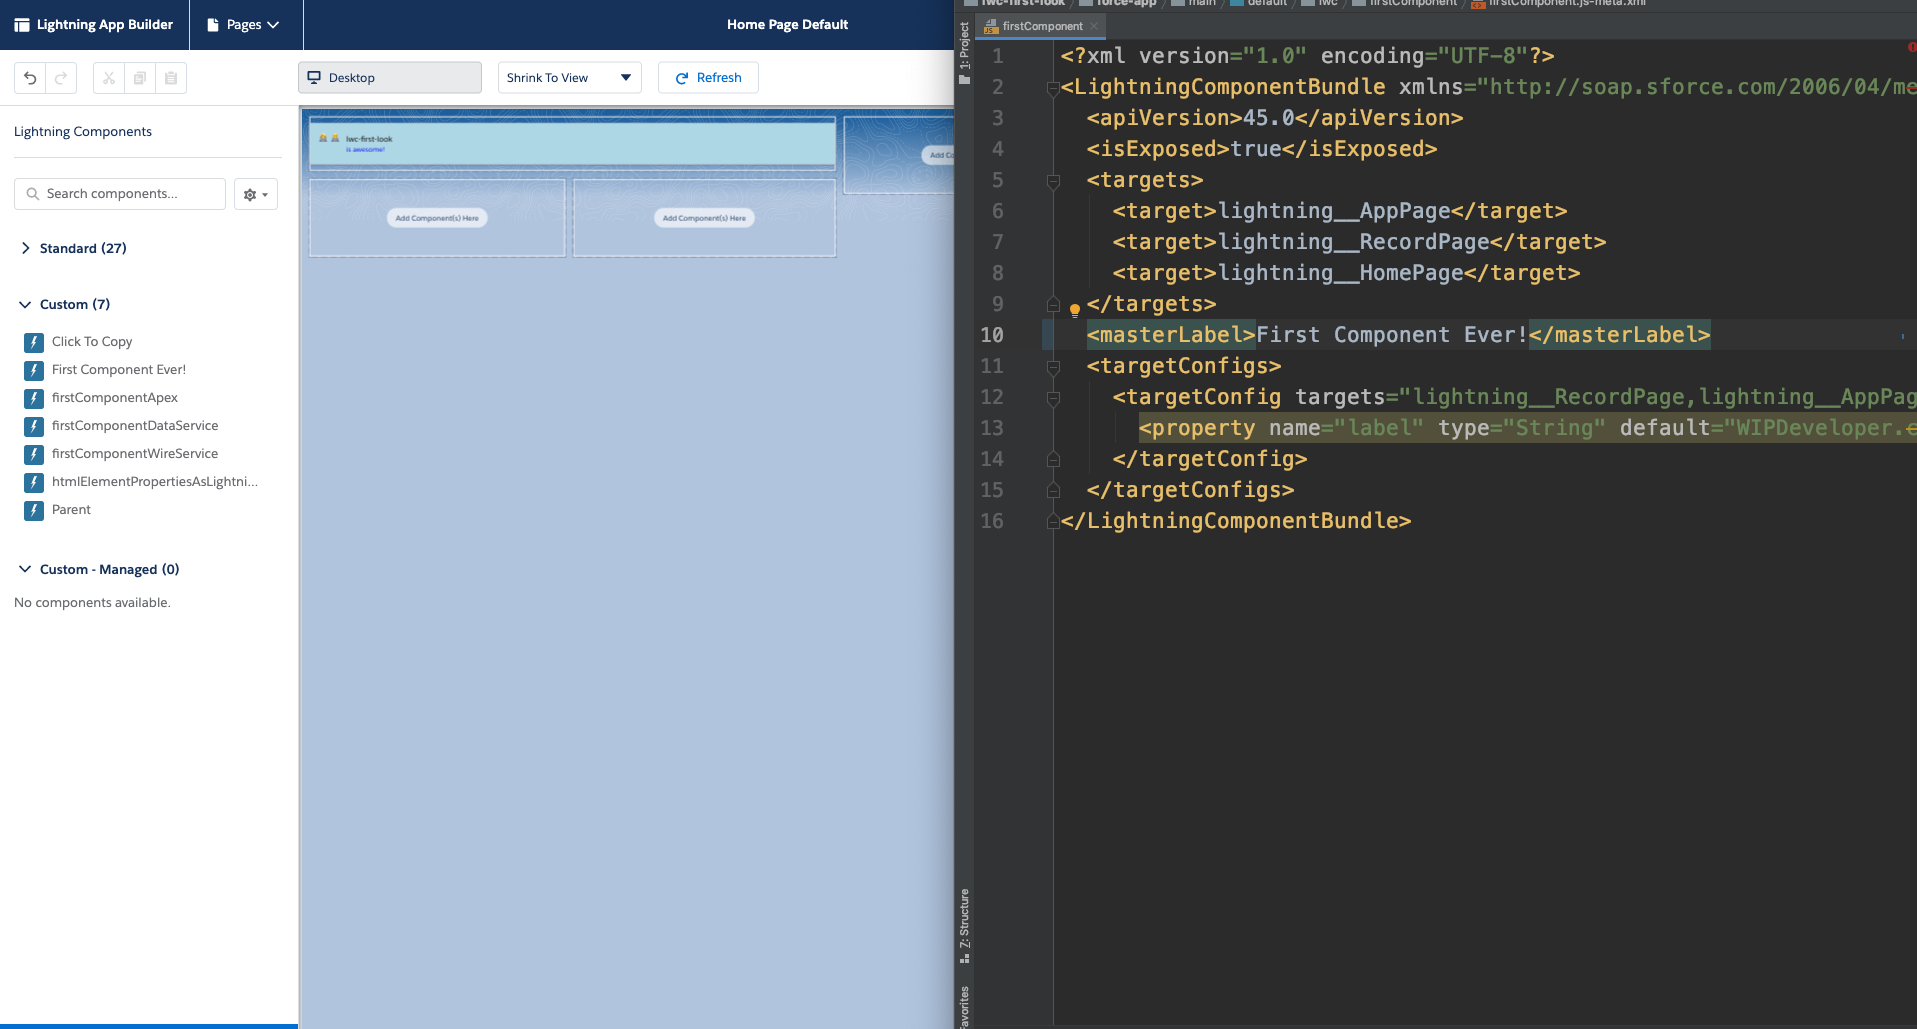 Lightning App Builder
Pages
Home Page Default
Desktop
Shrink To View
Refresh
Lightning Components
Search components...
Standard (27)
Custom (7)
Click To Copy
First Component Ever!
firstComponentApex
firstComponentDataService
firstComponentWireService
htmlElementPropertiesAsLightni...
Parent
Custom - Managed (0)
No components available.
lwc-first-look
is awesome!
Add Co
Add Component(s) Here
Add Component(s) Here
lwc-first-look
force-app
main
default
lwc
firstComponent
firstComponent.js-meta.xml
1: Project
firstComponent
1 <?xml version="1.0" encoding="UTF-8"?>
2 <LightningComponentBundle xmlns="http://soap.sforce.com/2006/04/me
3 <apiVersion>45.0</apiVersion>
4 <isExposed>true</isExposed>
5 <targets>
6 <target>lightning__AppPage</target>
7 <target>lightning__RecordPage</target>
8 <target>lightning__HomePage</target>
9 </targets>
10 <masterLabel>First Component Ever!</masterLabel>
11 <targetConfigs>
12 <targetConfig targets="lightning__RecordPage,lightning__AppPag
13 <property name="label" type="String" default="WIPDeveloper.c
14 </targetConfig>
15 </targetConfigs>
16 </LightningComponentBundle>
Z: Structure
avorites